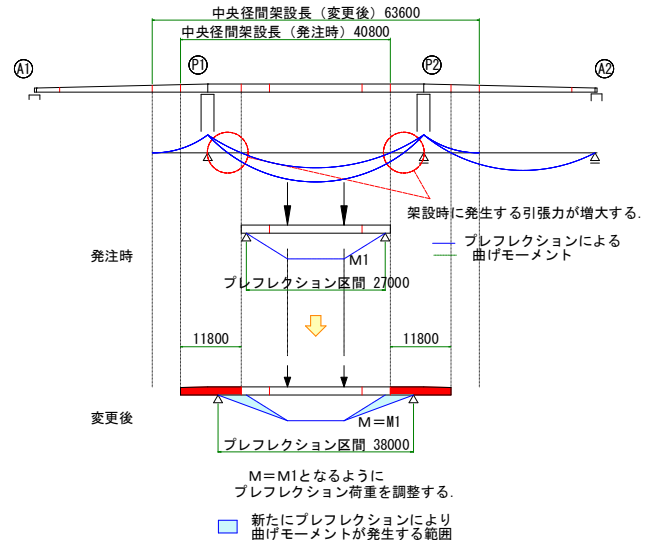 中央径間架設長（変更後）63600
中央径間架設長（発注時）40800
A1
P1
P2
A2
架設時に発生する引張力が増大する.
プレフレクションによる
曲げモーメント
発注時
M1
プレフレクション区間 27000
11800
11800
変更後
M＝M1
プレフレクション区間 38000
M＝M1となるように
プレフレクション荷重を調整する.
新たにプレフレクションにより
曲げモーメントが発生する範囲